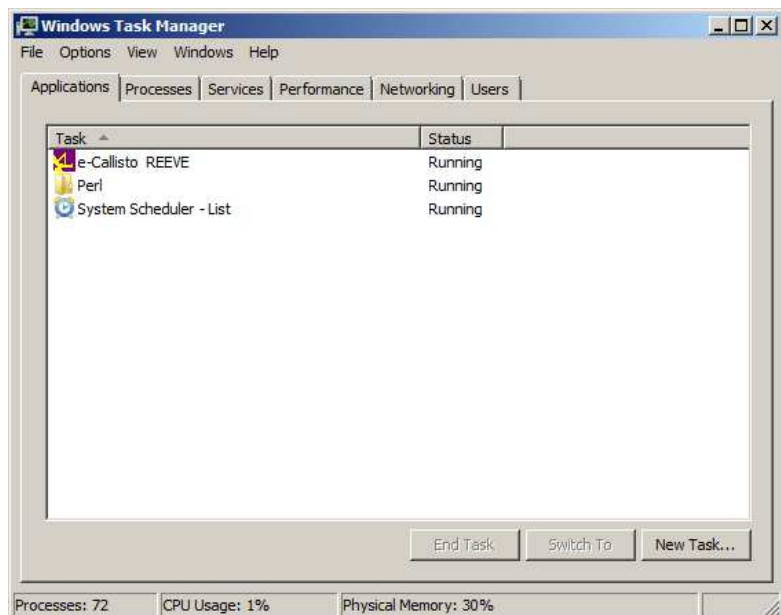 Windows Task Manager
File Options View Windows Help
Applications Processes Services Performance Networking Users
Task Status
e-Callisto REEVE Running
Perl Running
System Scheduler - List Running
End Task Switch To New Task...
Processes: 72 CPU Usage: 1% Physical Memory: 30%